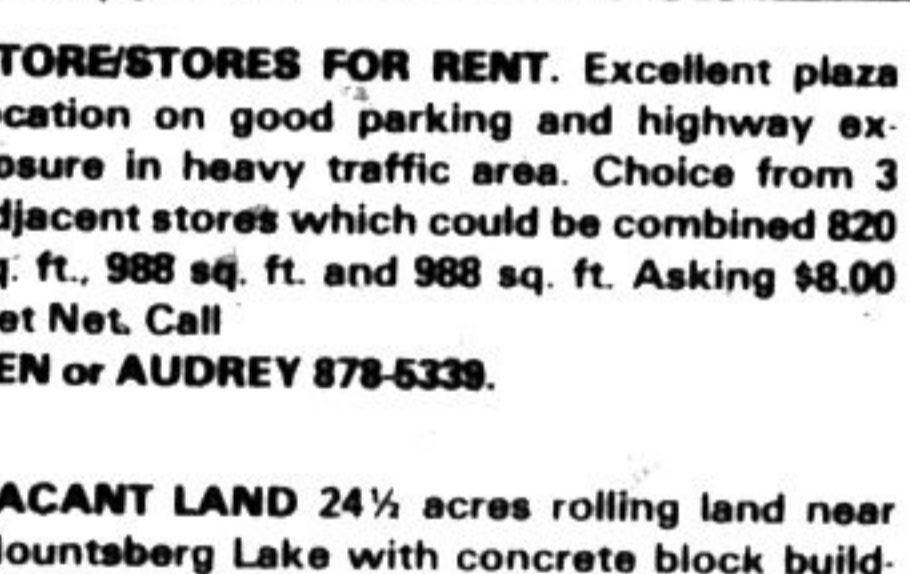 TORE/STORES FOR RENT. Excellent plaza
cation on good parking and highway ex-
osure in heavy traffic area. Choice from 3
djacent stores which could be combined 820
q. ft., 988 sq. ft. and 988 sq. ft. Asking $8.00
et Net. Call
EN or AUDREY 878-5339.
ACANT LAND 24½ acres rolling land near
ountsberg Lake with concrete block build-